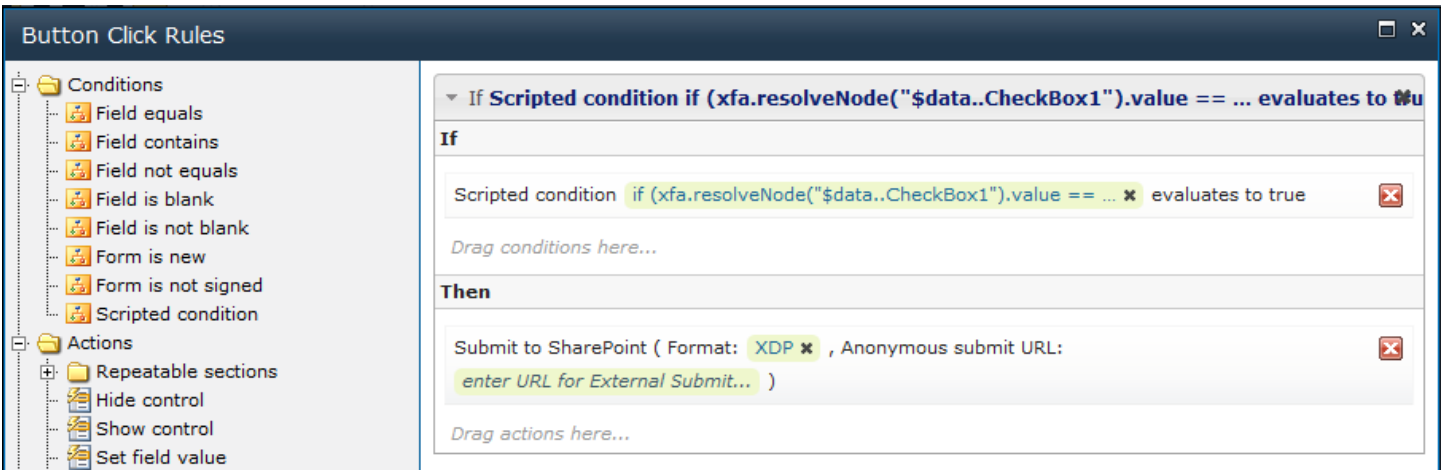 Button Click Rules
Conditions
Field equals
Field contains
Field not equals
Field is blank
Field is not blank
Form is new
Form is not signed
Scripted condition
Actions
Repeatable sections
Hide control
Show control
Set field value
If Scripted condition if (xfa.resolveNode("$data..CheckBox1").value == ... evaluates to
If
Scripted condition if (xfa.resolveNode("$data..CheckBox1").value == ... evaluates to true
Drag conditions here...
Then
Submit to SharePoint ( Format: XDP , Anonymous submit URL:
enter URL for External Submit... )
Drag actions here...